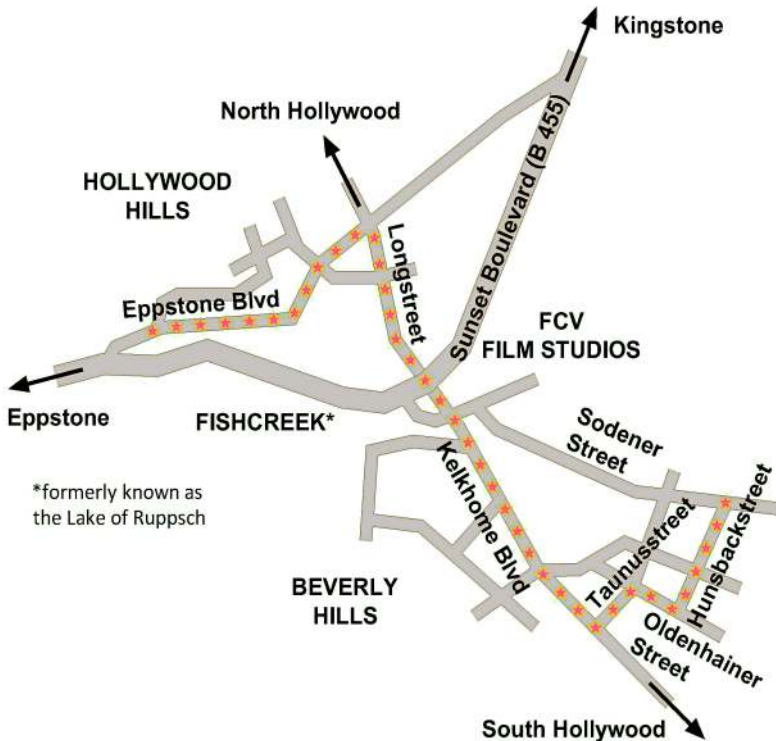 Kingstone
North Hollywood
HOLLYWOOD
HILLS
Sunset Boulevard (B 455)
Longstreet
Eppstone Blvd
FCV
FILM STUDIOS
Eppstone
FISHCREEK*
Sodener
Street
*formerly known as
the Lake of Ruppsch
Kelkhome Blvd
Taunusstreet
Hunsbackstreet
BEVERLY
HILLS
Oldenhainer
Street
South Hollywood